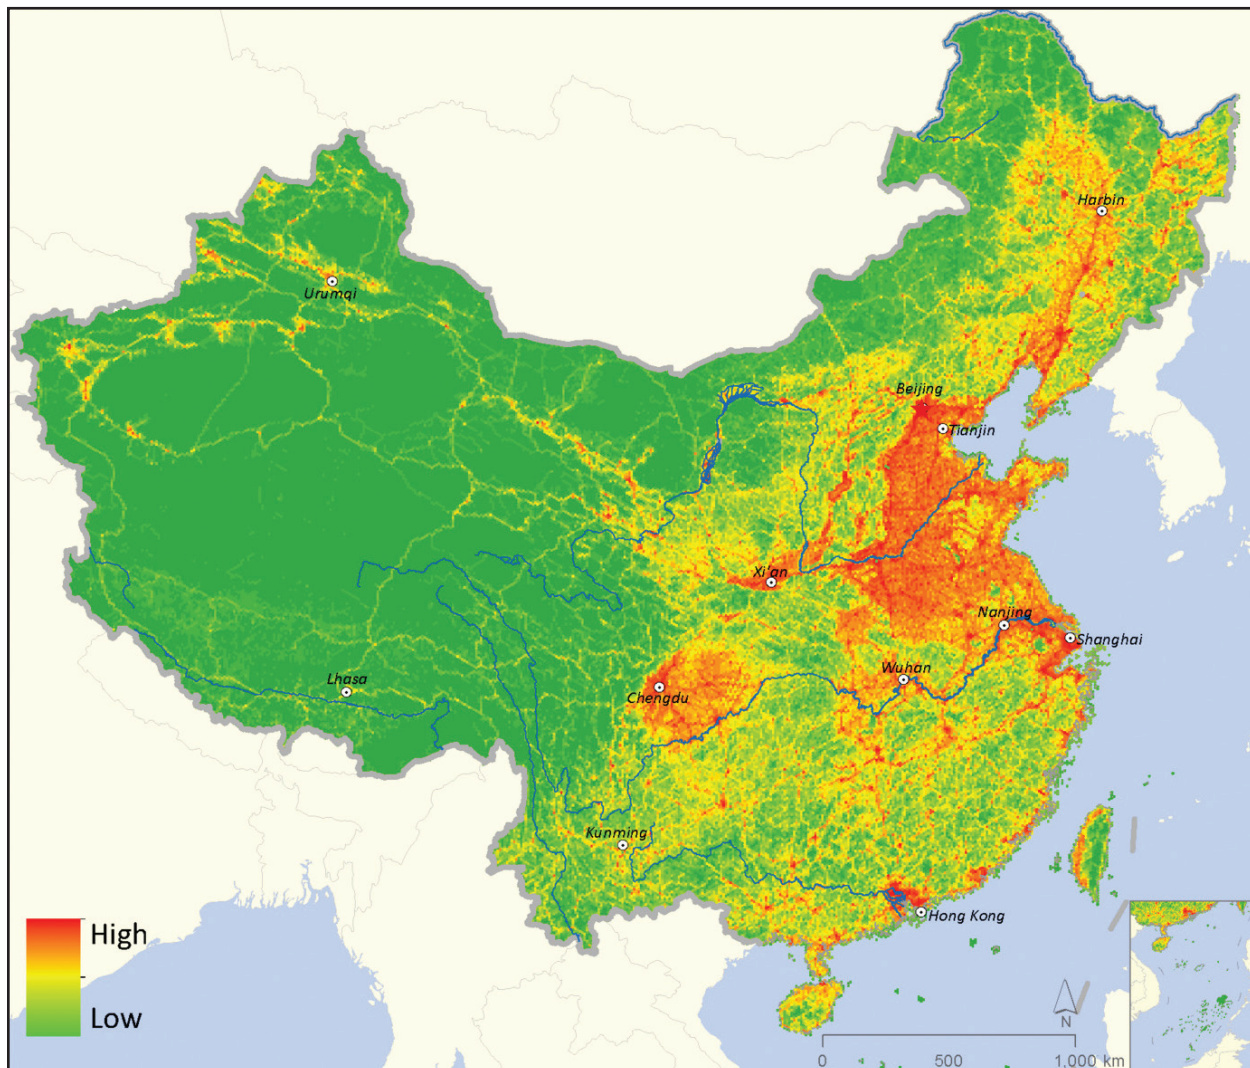 Harbin
Urumqi
Beijing
Tianjin
Xi'an
Nanjing
Shanghai
Wuhan
Lhasa
Chengdu
Kunming
Hong Kong
High
Low
N
0 500 1,000 km